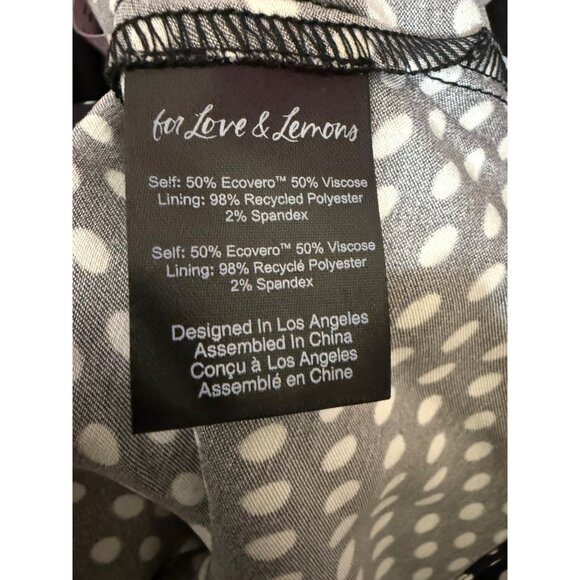 for Love & Lemons
Self: 50% Ecovero™ 50% Viscose
Lining: 98% Recycled Polyester
2% Spandex
Self: 50% Ecovero™ 50% Viscose
Lining: 98% Recyclé Polyester
2% Spandex
Designed In Los Angeles
Assembled In China
Conçu à Los Angeles
Assemblé en Chine